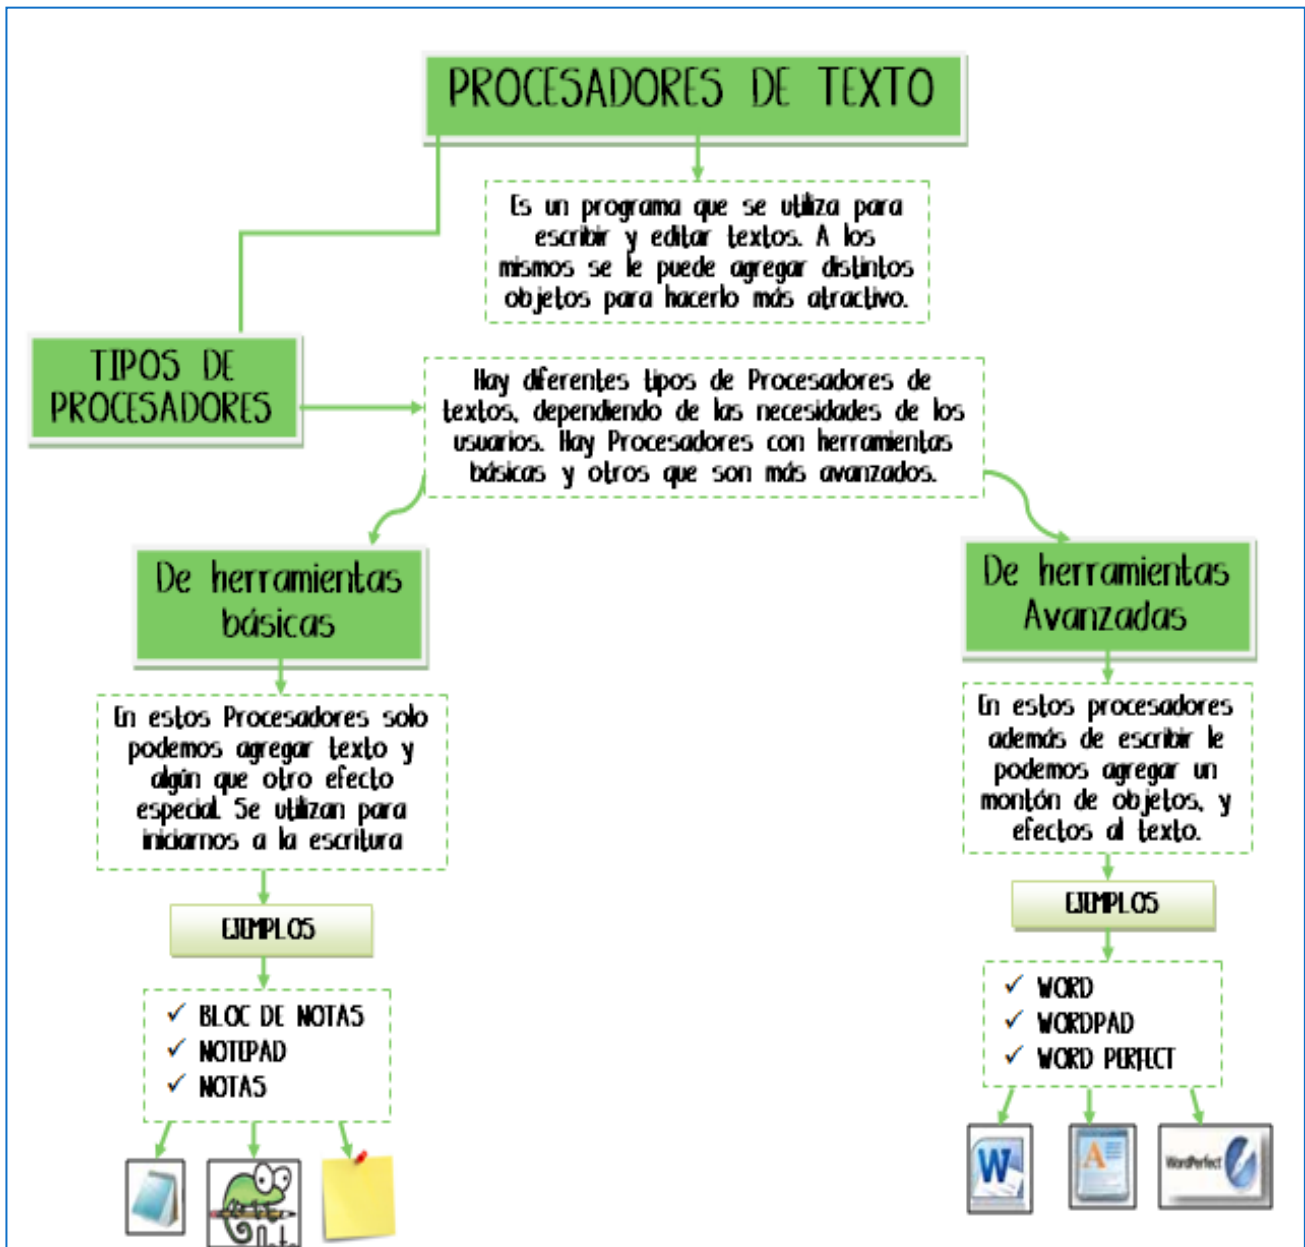 PROCESADORES DE TEXTO
Es un programa que se utiliza para
escribir y editar textos. A los
mismos se le puede agregar distintos
objetos para hacerlo más atractivo.
TIPOS DE
PROCESADORES
Hay diferentes tipos de Procesadores de
textos, dependiendo de las necesidades de los
usuarios. Hay Procesadores con herramientas
básicas y otros que son más avanzados.
De herramientas
básicas
En estos Procesadores solo
podemos agregar texto y
algún que otro efecto
especial. Se utilizan para
iniciarnos a la escritura
EJEMPLOS
✓ BLOC DE NOTAS
✓ NOTEPAD
✓ NOTAS
De herramientas
Avanzadas
En estos procesadores
además de escribir le
podemos agregar un
montón de objetos, y
efectos al texto.
EJEMPLOS
✓ WORD
✓ WORDPAD
✓ WORD PERFECT
W
A
WordPerfect